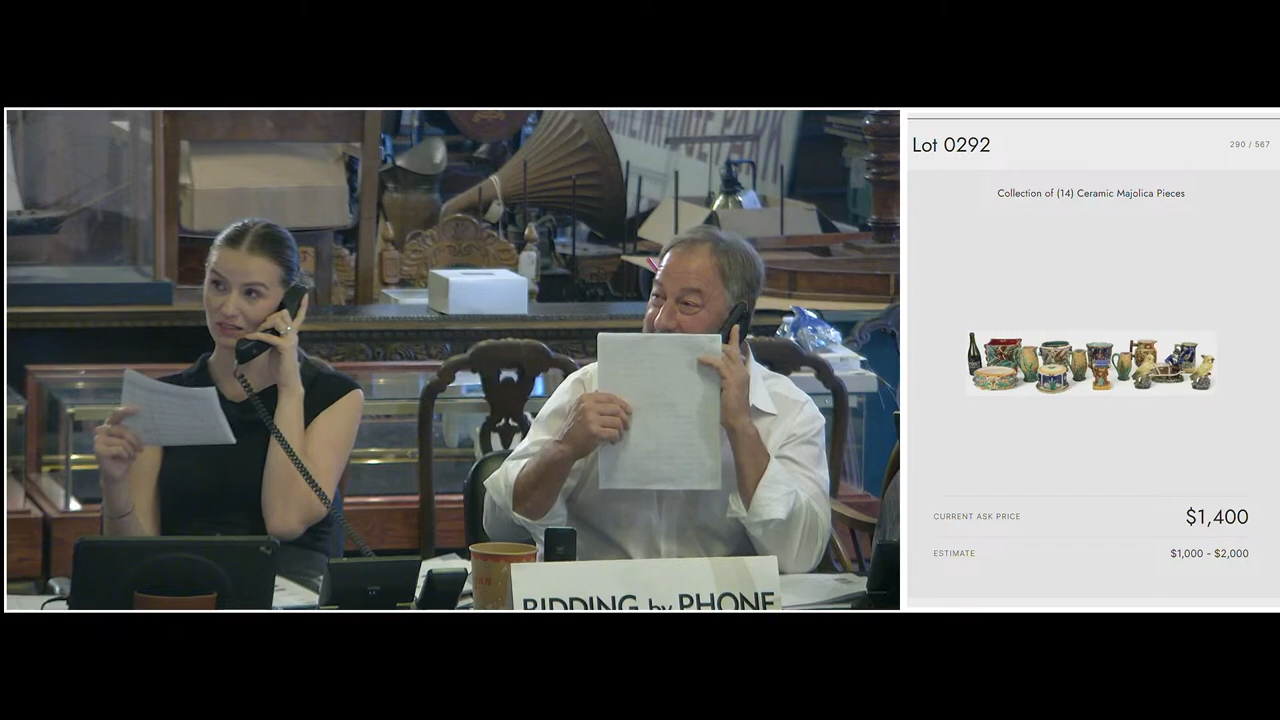 Lot 0292
290 / 567
Collection of (14) Ceramic Majolica Pieces
CURRENT ASK PRICE
$1,400
ESTIMATE
$1,000 - $2,000
BIDDING by PHONE